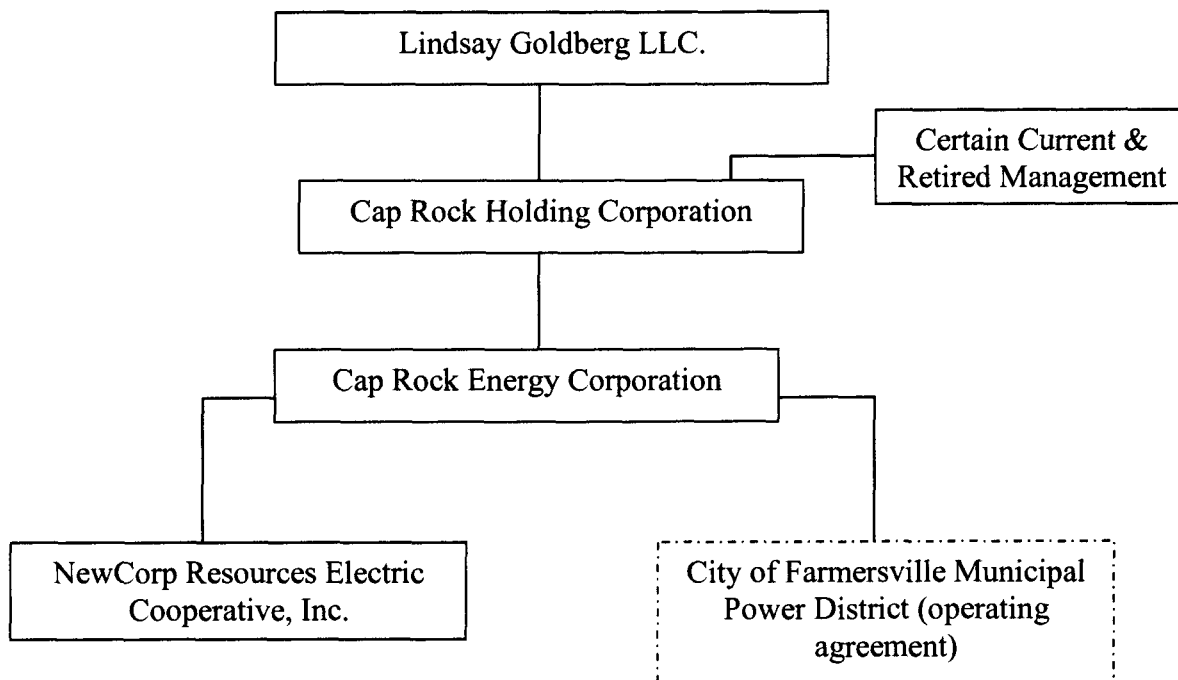 Lindsay Goldberg LLC.
Certain Current &
Retired Management
Cap Rock Holding Corporation
Cap Rock Energy Corporation
NewCorp Resources Electric
Cooperative, Inc.
City of Farmersville Municipal
Power District (operating
agreement)